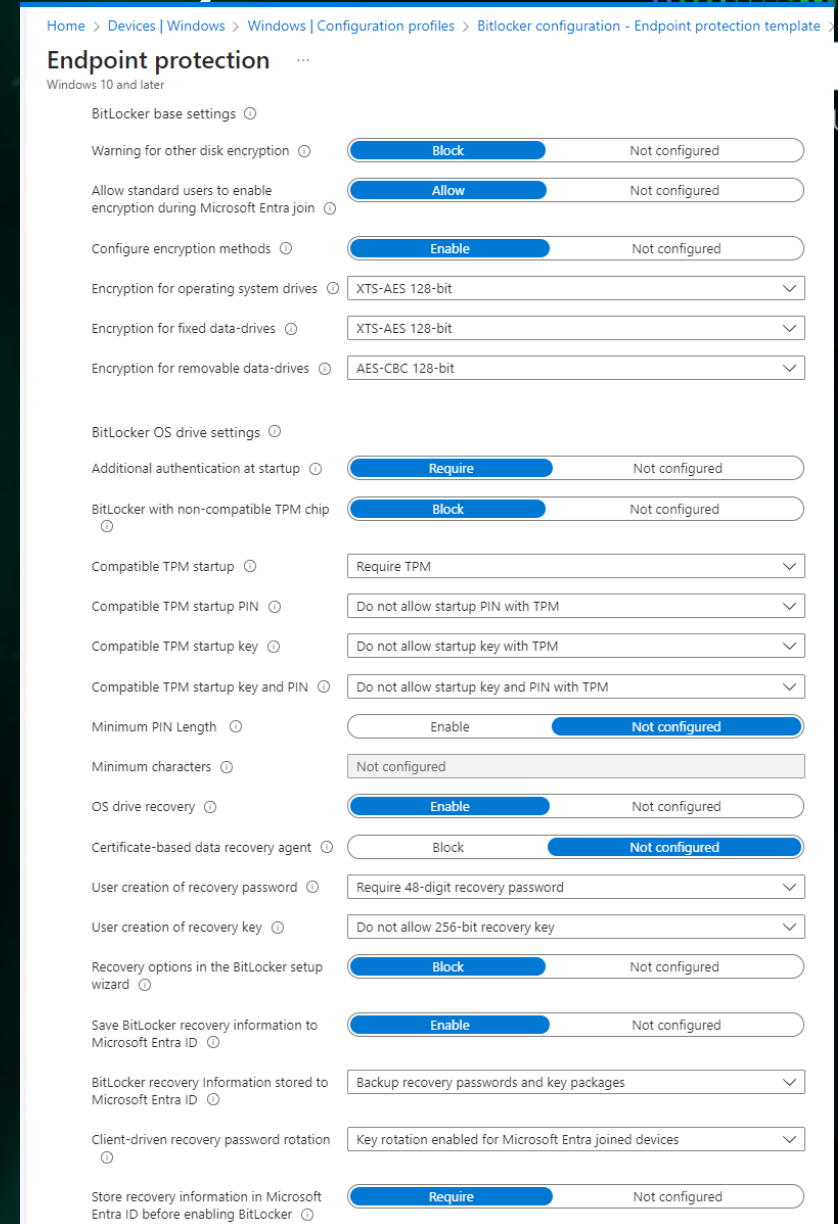 Home > Devices | Windows > Windows | Configuration profiles > Bitlocker configuration - Endpoint protection template >
Endpoint protection ...
Windows 10 and later
BitLocker base settings
Warning for other disk encryption Block Not configured
Allow standard users to enable
encryption during Microsoft Entra join
Allow Not configured
Configure encryption methods Enable Not configured
Encryption for operating system drives XTS-AES 128-bit
Encryption for fixed data-drives XTS-AES 128-bit
Encryption for removable data-drives AES-CBC 128-bit
BitLocker OS drive settings
Additional authentication at startup Require Not configured
BitLocker with non-compatible TPM chip Block Not configured
Compatible TPM startup Require TPM
Compatible TPM startup PIN Do not allow startup PIN with TPM
Compatible TPM startup key Do not allow startup key with TPM
Compatible TPM startup key and PIN Do not allow startup key and PIN with TPM
Minimum PIN Length Enable Not configured
Minimum characters Not configured
OS drive recovery Enable Not configured
Certificate-based data recovery agent Block Not configured
User creation of recovery password Require 48-digit recovery password
User creation of recovery key Do not allow 256-bit recovery key
Recovery options in the BitLocker setup
wizard
Block Not configured
Save BitLocker recovery information to
Microsoft Entra ID
Enable Not configured
BitLocker recovery Information stored to
Microsoft Entra ID
Backup recovery passwords and key packages
Client-driven recovery password rotation Key rotation enabled for Microsoft Entra joined devices
Store recovery information in Microsoft
Entra ID before enabling BitLocker
Require Not configured